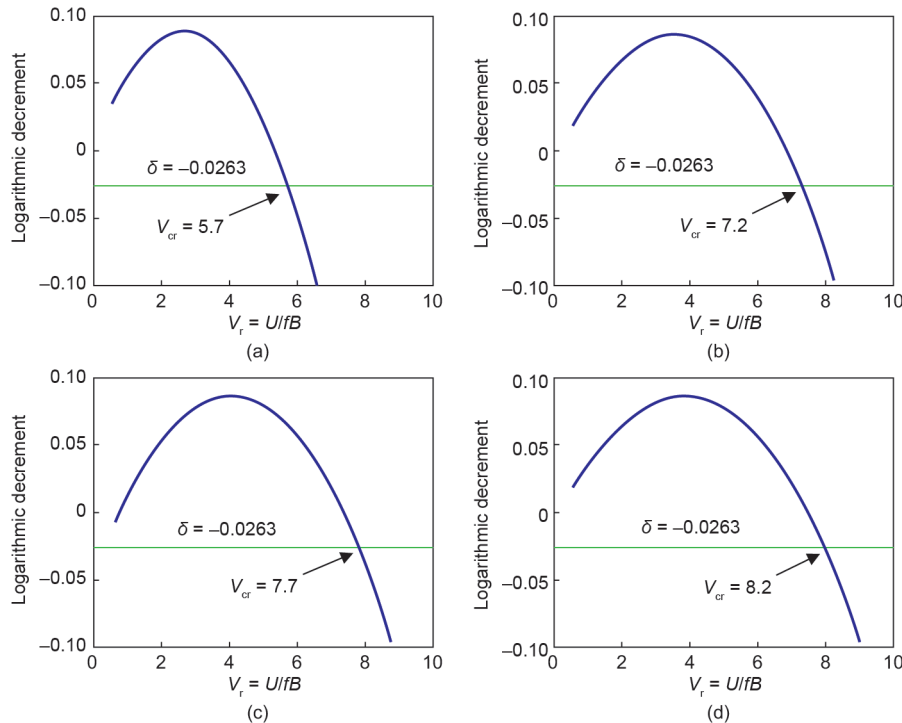 0.10
0.05
0
−0.05
−0.10
Logarithmic decrement
δ = −0.0263
V_cr = 5.7
0 2 4 6 8 10
V_r = U/fB
(a)
0.10
0.05
0
−0.05
−0.10
Logarithmic decrement
δ = −0.0263
V_cr = 7.2
0 2 4 6 8 10
V_r = U/fB
(b)
0.10
0.05
0
−0.05
−0.10
Logarithmic decrement
δ = −0.0263
V_cr = 7.7
0 2 4 6 8 10
V_r = U/fB
(c)
0.10
0.05
0
−0.05
−0.10
Logarithmic decrement
δ = −0.0263
V_cr = 8.2
0 2 4 6 8 10
V_r = U/fB
(d)